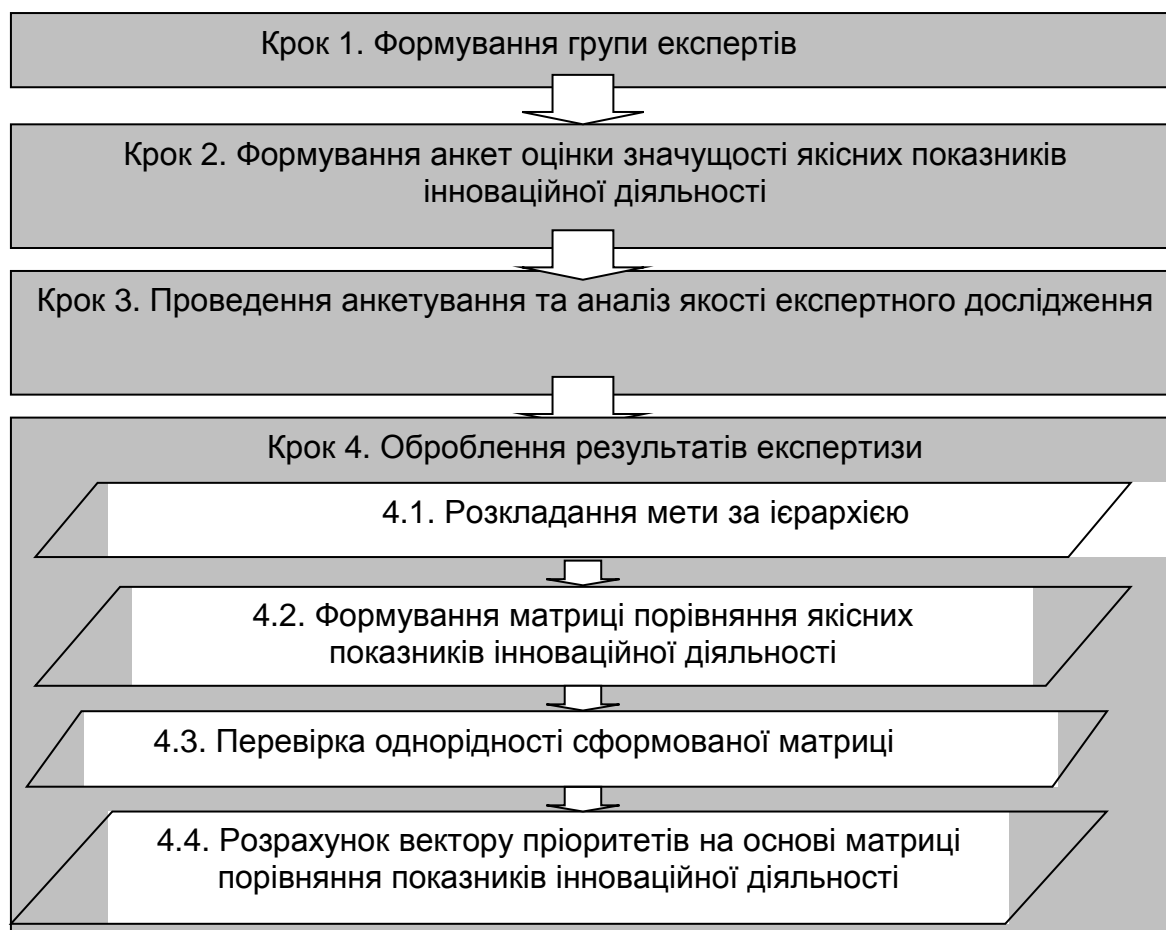 Крок 1. Формування групи експертів
Крок 2. Формування анкет оцінки значущості якісних показників
інноваційної діяльності
Крок 3. Проведення анкетування та аналіз якості експертного дослідження
Крок 4. Оброблення результатів експертизи
4.1. Розкладання мети за ієрархією
4.2. Формування матриці порівняння якісних
показників інноваційної діяльності
4.3. Перевірка однорідності сформованої матриці
4.4. Розрахунок вектору пріоритетів на основі матриці
порівняння показників інноваційної діяльності